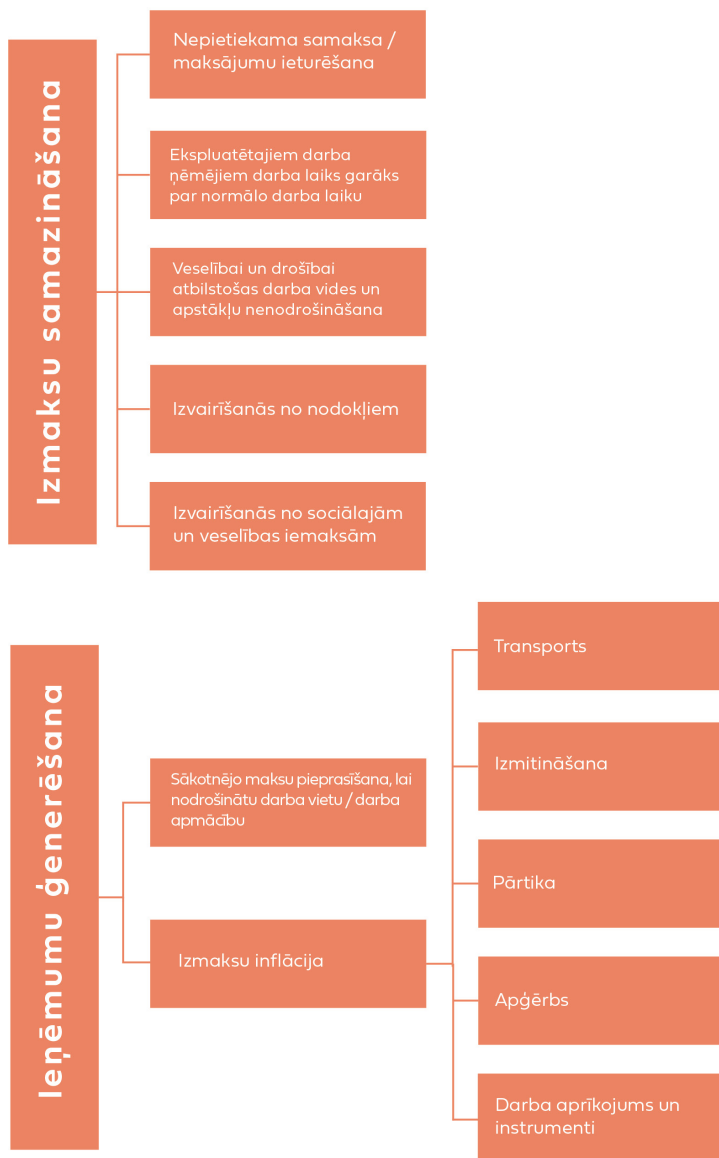 Izmaksu samazināšana
Nepietiekama samaksa /
maksājumu ieturēšana
Ekspluatētajiem darba
ņēmējiem darba laiks garāks
par normālo darba laiku
Veselībai un drošībai
atbilstošas darba vides un
apstākļu nenodrošināšana
Izvairīšanās no nodokļiem
Izvairīšanās no sociālajām
un veselības iemaksām
Ieņēmumu ģenerēšana
Sākotnējo maksu pieprasīšana, lai
nodrošinātu darba vietu / darba
apmācību
Izmaksu inflācija
Transports
Izmitināšana
Pārtika
Apģērbs
Darba aprīkojums un
instrumenti